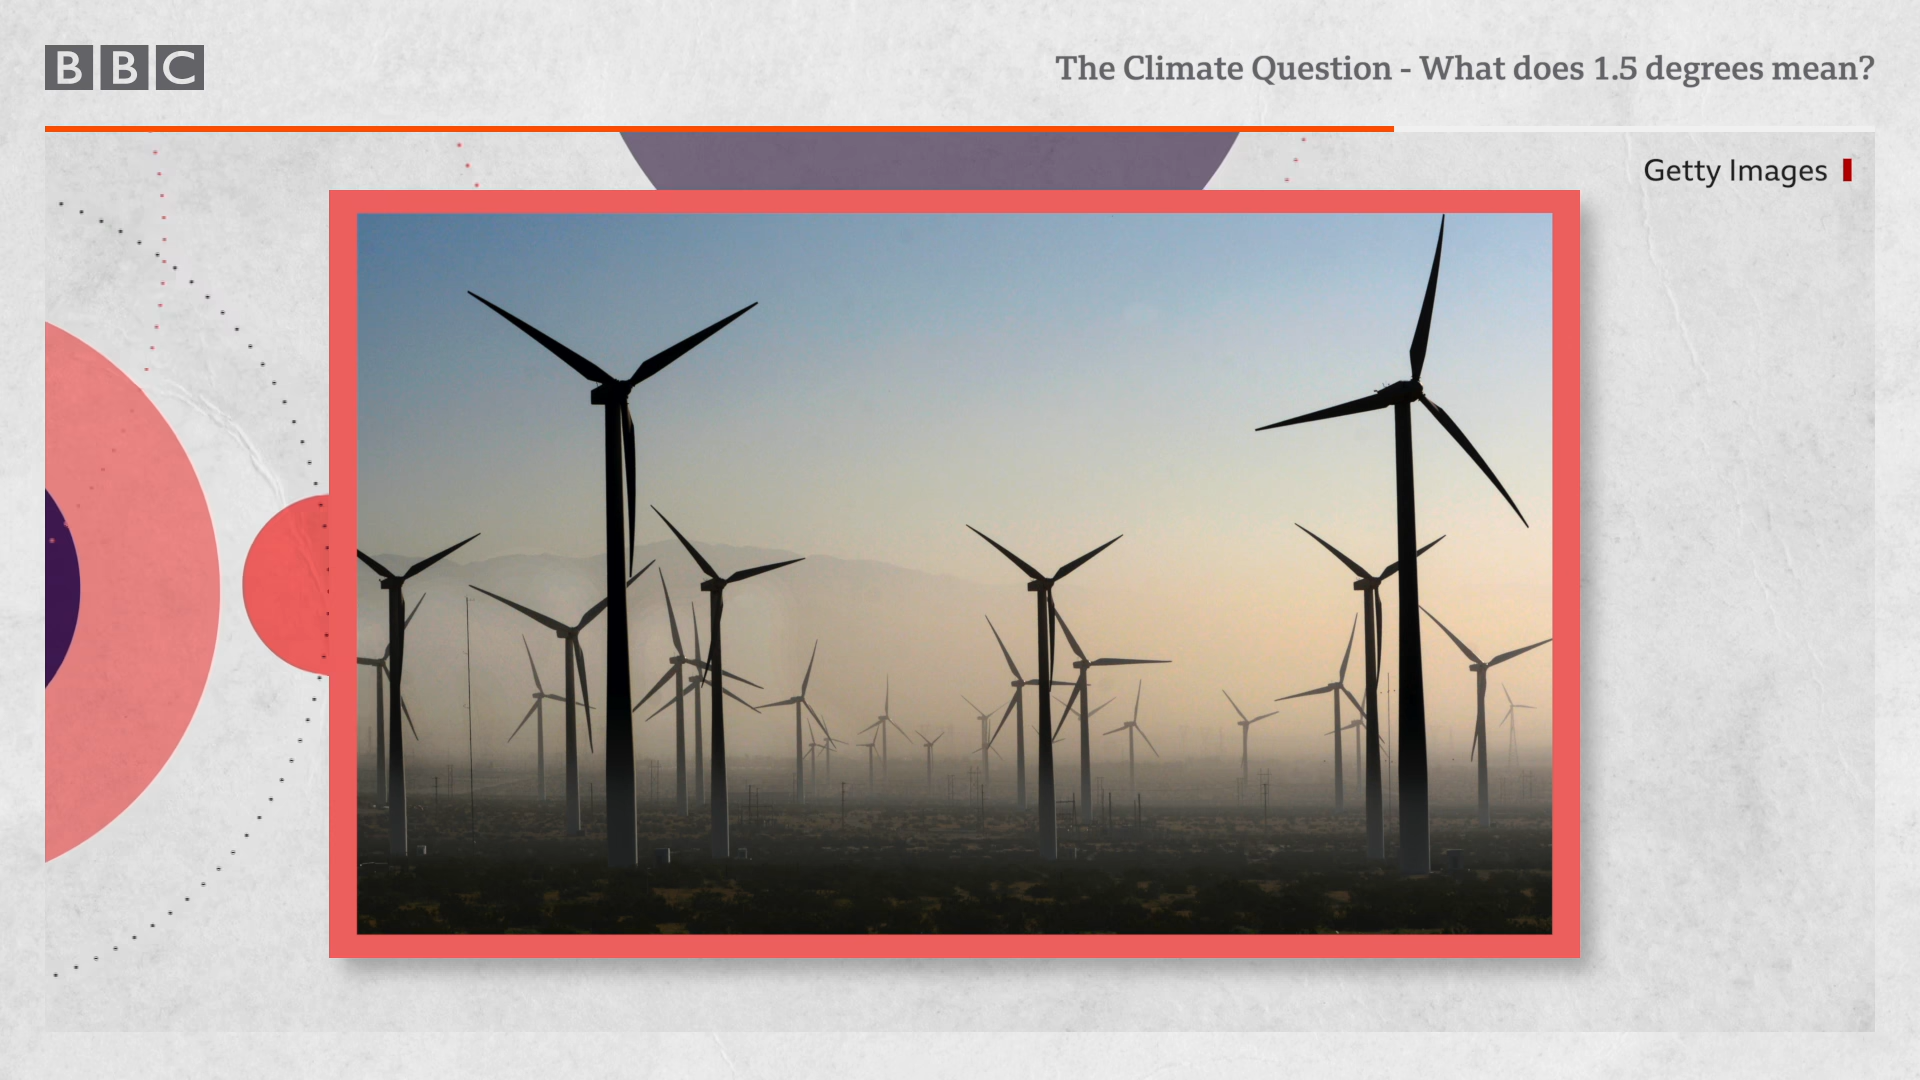 BBC
The Climate Question - What does 1.5 degrees mean?
Getty Images